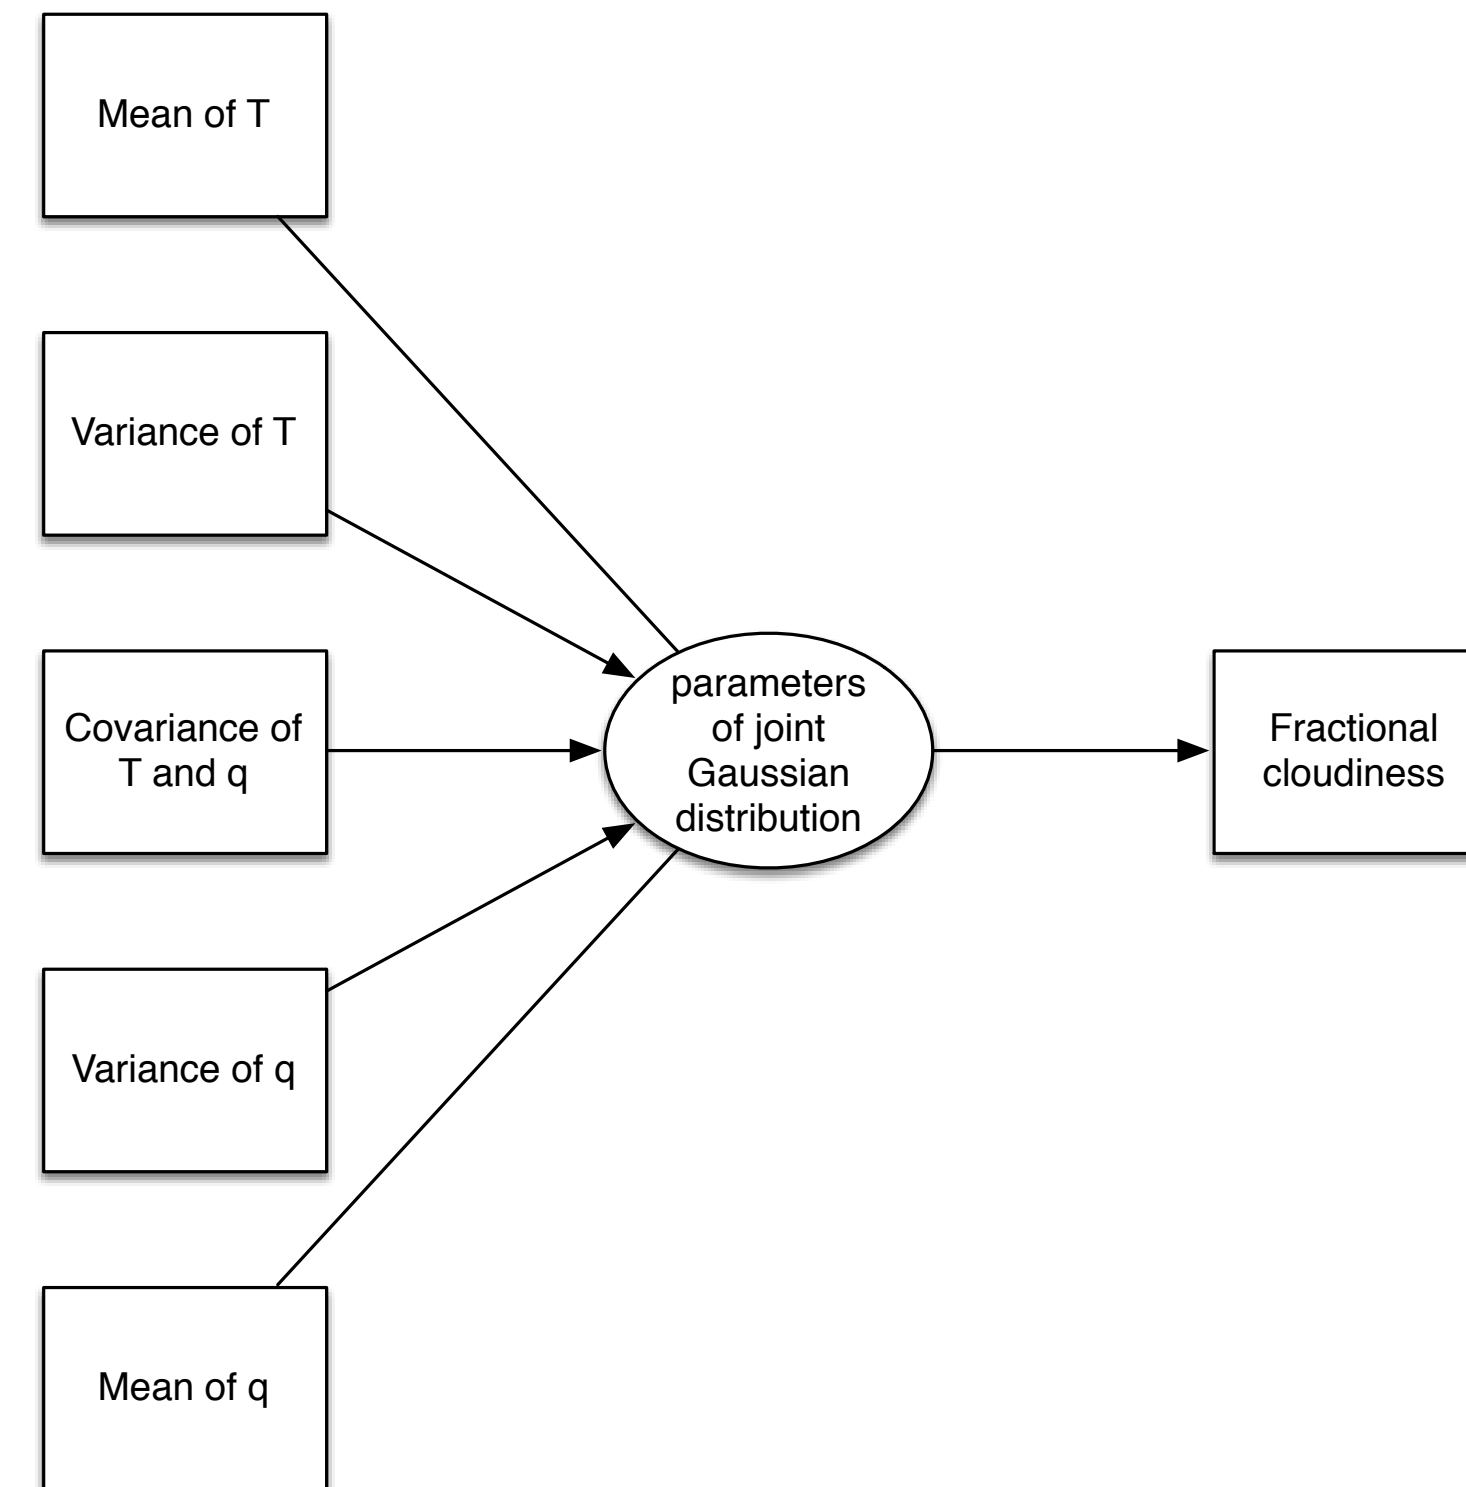 Mean of T
Variance of T
Covariance of
T and q
Variance of q
Mean of q
parameters
of joint
Gaussian
distribution
Fractional
cloudiness